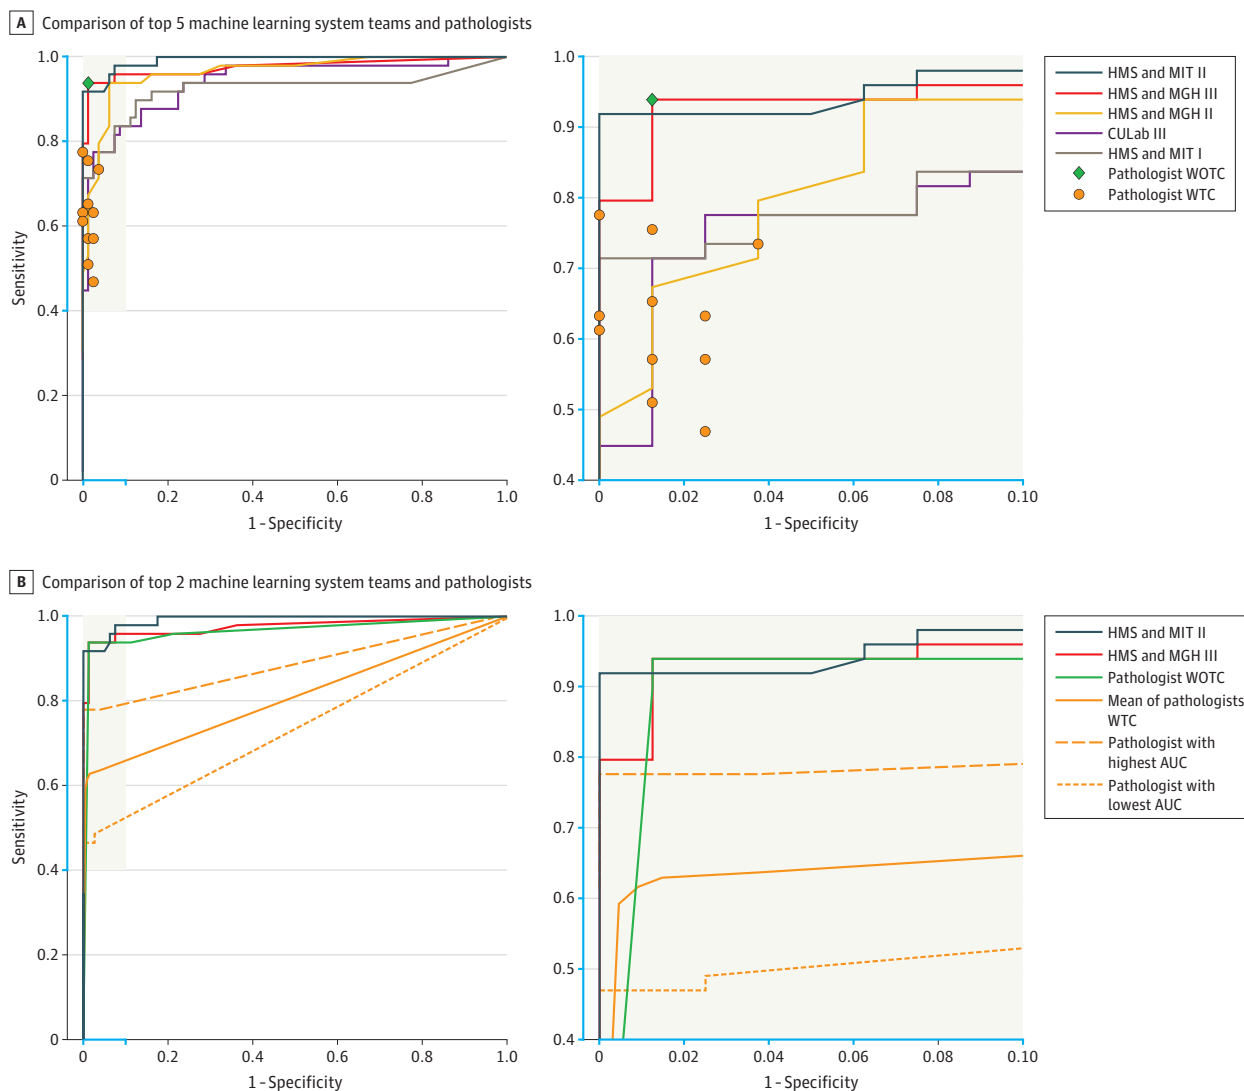 A Comparison of top 5 machine learning system teams and pathologists
1.0
0.8
0.6
0.4
0.2
0
Sensitivity
0
0.2
0.4
0.6
0.8
1.0
1 - Specificity
1.0
0.9
0.8
0.7
0.6
0.5
0.4
0
0.02
0.04
0.06
0.08
0.10
1 - Specificity
HMS and MIT II
HMS and MGH III
HMS and MGH II
CULab III
HMS and MIT I
Pathologist WOTC
Pathologist WTC
B Comparison of top 2 machine learning system teams and pathologists
1.0
0.8
0.6
0.4
0.2
0
Sensitivity
0
0.2
0.4
0.6
0.8
1.0
1 - Specificity
1.0
0.9
0.8
0.7
0.6
0.5
0.4
0
0.02
0.04
0.06
0.08
0.10
1 - Specificity
HMS and MIT II
HMS and MGH III
Pathologist WOTC
Mean of pathologists
WTC
Pathologist with
highest AUC
Pathologist with
lowest AUC